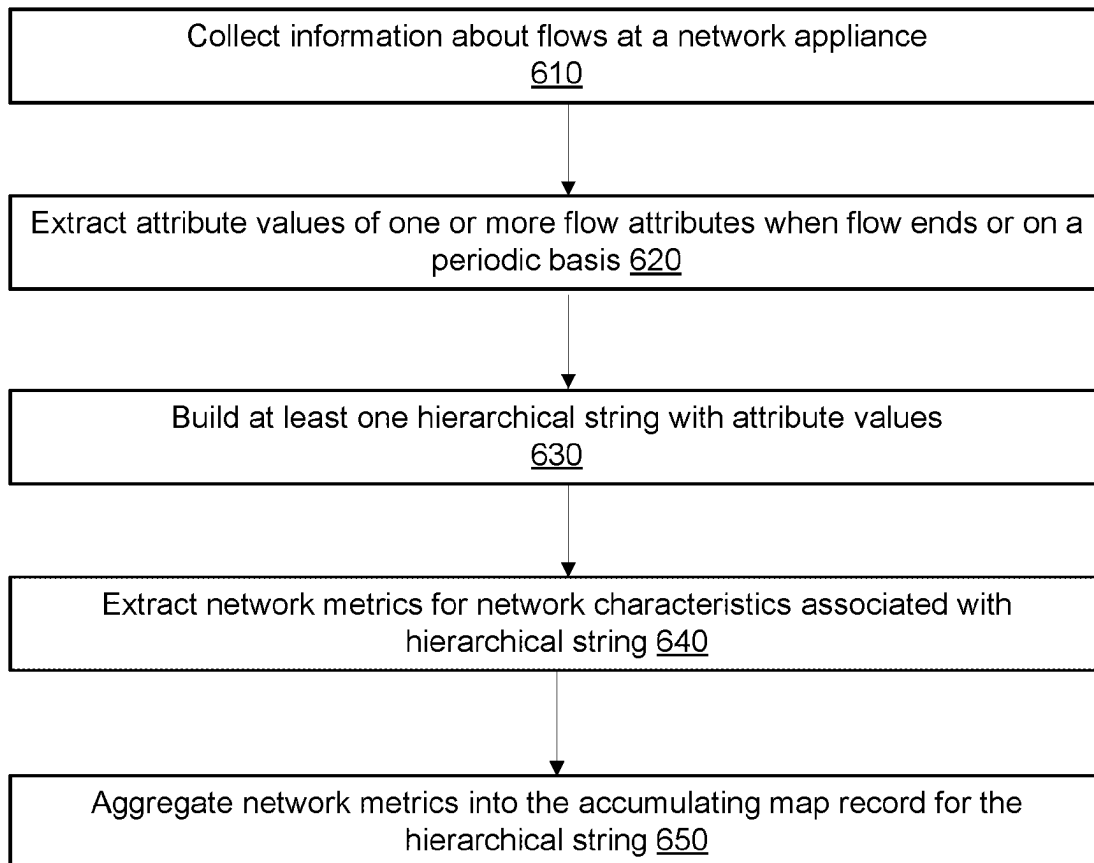 Collect information about flows at a network appliance
610
Extract attribute values of one or more flow attributes when flow ends or on a
periodic basis 620
Build at least one hierarchical string with attribute values
630
Extract network metrics for network characteristics associated with
hierarchical string 640
Aggregate network metrics into the accumulating map record for the
hierarchical string 650